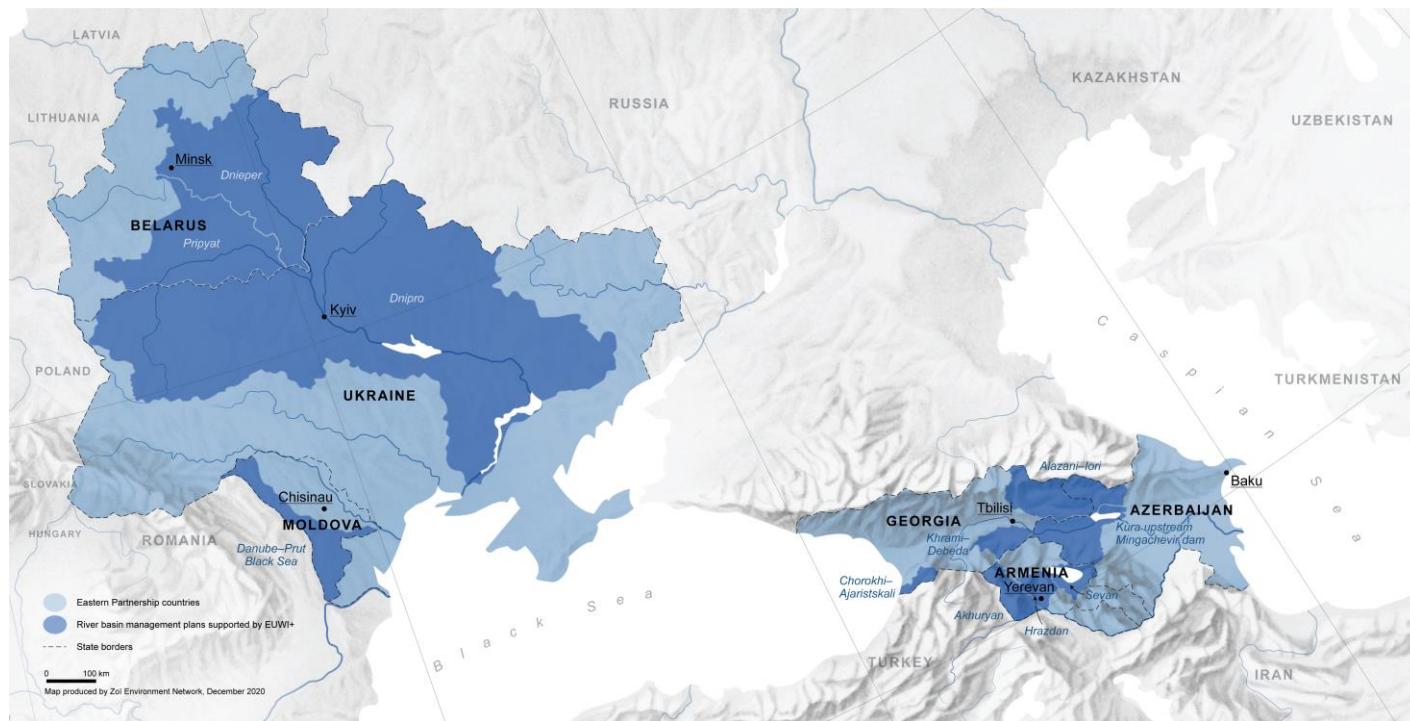 LATVIA
LITHUANIA
RUSSIA
KAZAKHSTAN
UZBEKISTAN
Minsk
Dnieper
BELARUS
Pripyat
Kyiv
Dnipro
POLAND
UKRAINE
Caspian Sea
TURKMENISTAN
SLOVAKIA
HUNGARY
ROMANIA
Chisinau
MOLDOVA
Danube–Prut
Black Sea
Alazani–Iori
Baku
Tbilisi
GEORGIA
AZERBAIJAN
Khrami–
Debeda
Kura upstream
Mingachevir dam
ARMENIA
Yerevan
Chorokhi–
Ajaristskali
Sevan
Akhuryan
Hrazdan
Black Sea
TURKEY
IRAN
Eastern Partnership countries
River basin management plans supported by EUWI+
State borders
0 100 km
Map produced by Zoï Environment Network, December 2020